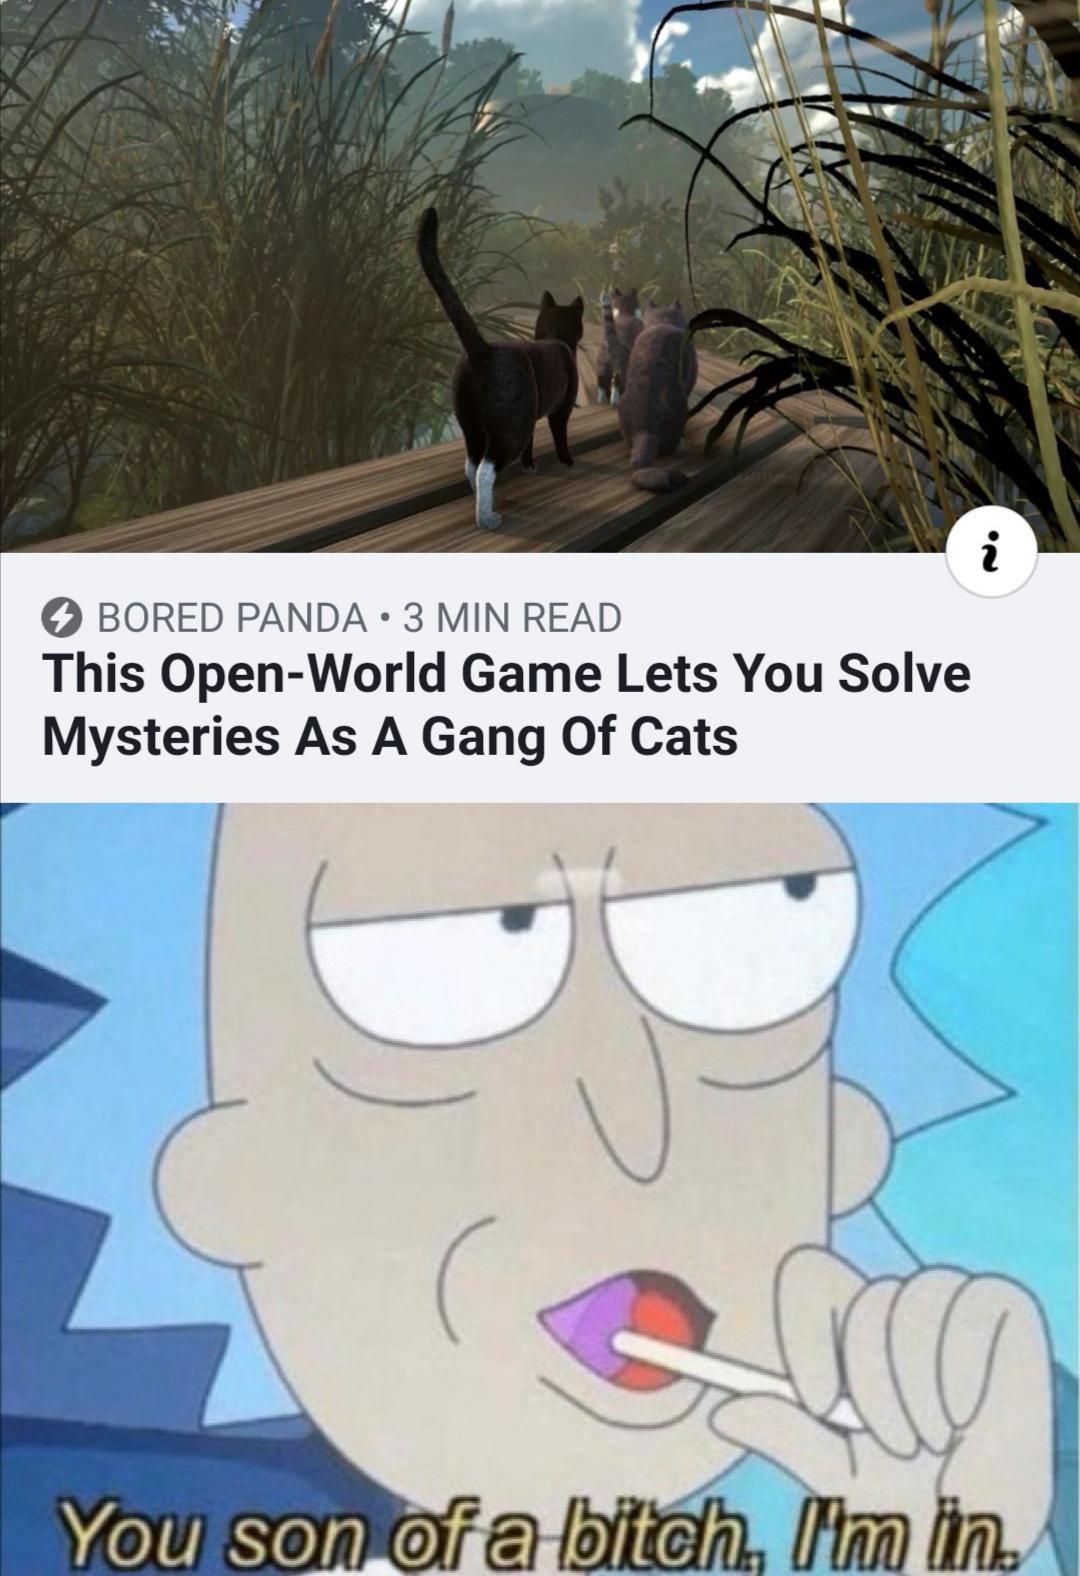 i
BORED PANDA • 3 MIN READ
This Open-World Game Lets You Solve
Mysteries As A Gang Of Cats
You son of a bitch, I'm in.